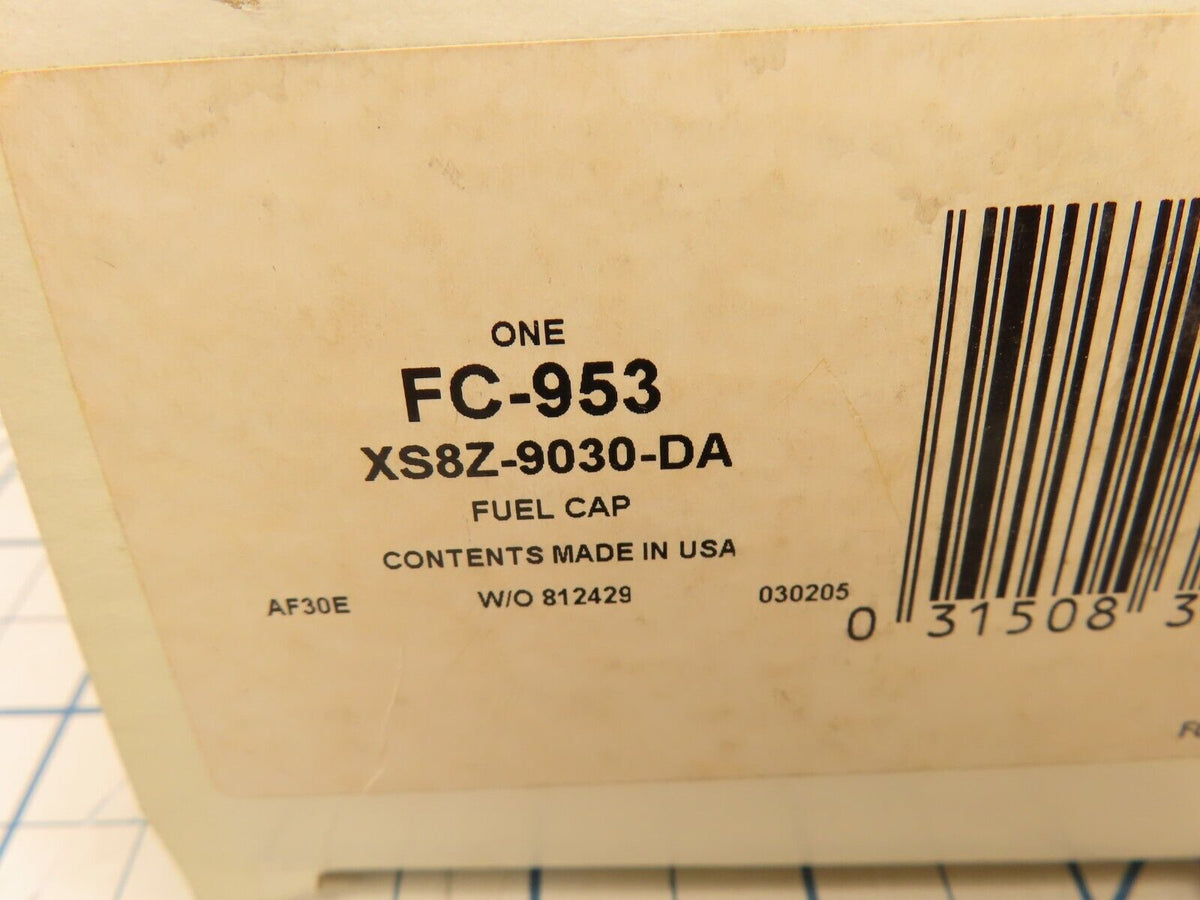 ONE
FC-953
XS8Z-9030-DA
FUEL CAP
CONTENTS MADE IN USA
AF30E W/O 812429 030205
0 31508 3